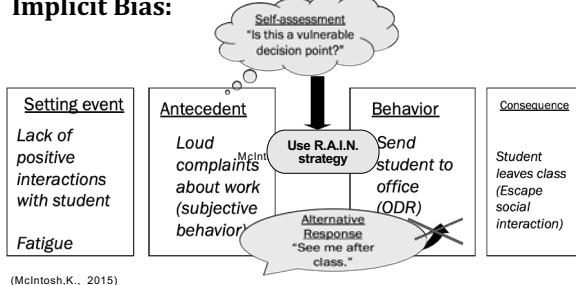 Implicit Bias:
Self-assessment
"Is this a vulnerable
decision point?"
Setting event
Lack of
positive
interactions
with student
Fatigue
Antecedent
Loud
complaints
about work
(subjective
behavior)
McInt
Use R.A.I.N.
strategy
Behavior
Send
student to
office
(ODR)
Alternative
Response
"See me after
class."
Consequence
Student
leaves class
(Escape
social
interaction)
(McIntosh,K., 2015)